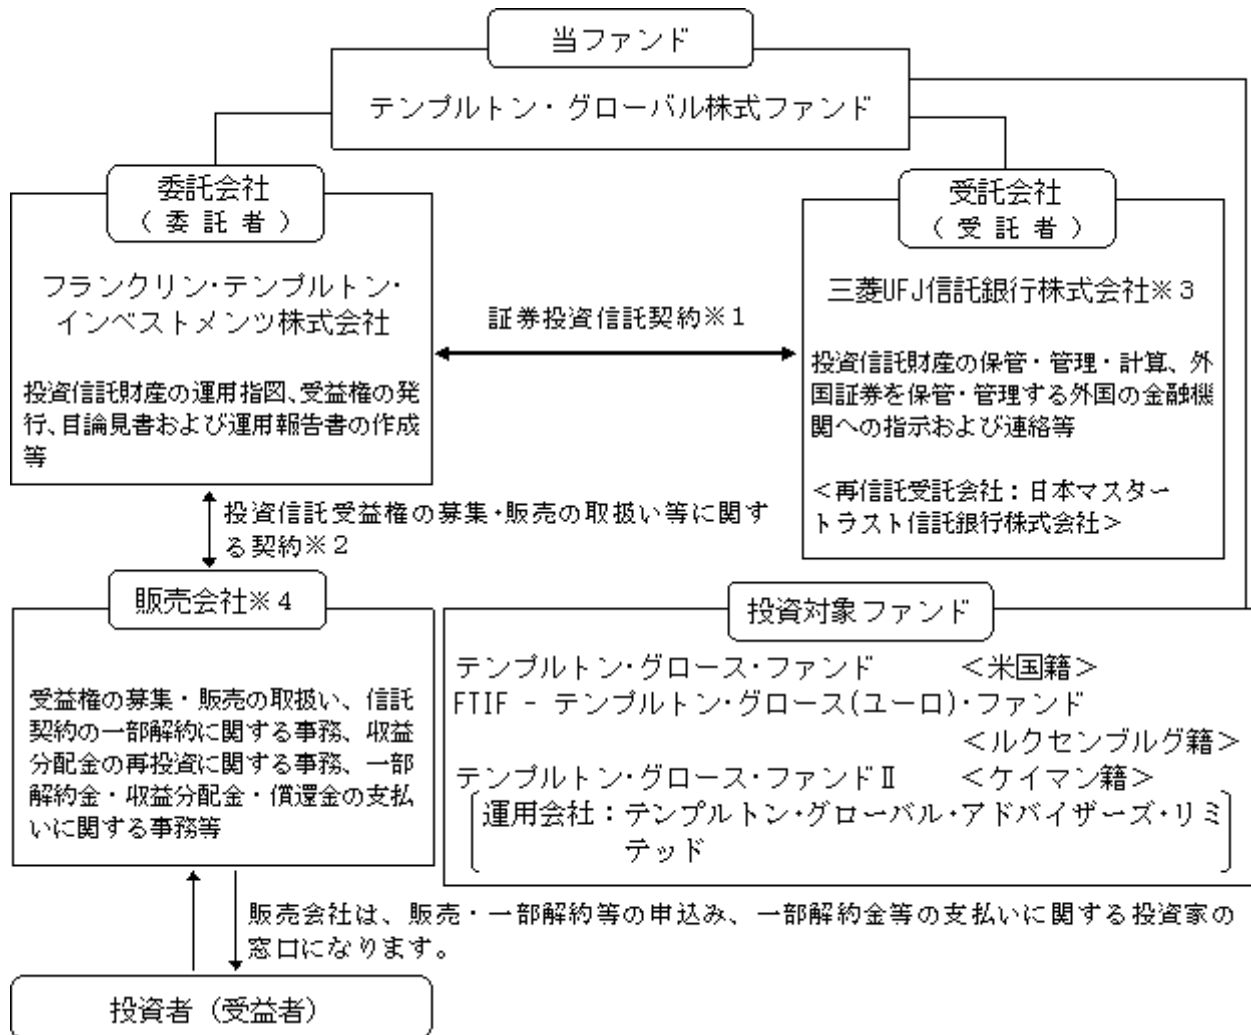 当ファンド
テンプルトン・グローバル株式ファンド
委託会社
(委託者)
フランクリン・テンプルトン・
インベストメンツ株式会社
投資信託財産の運用指図、受益権の発
行、目論見書および運用報告書の作成
等
証券投資信託契約※1
受託会社
(受託者)
三菱UFJ信託銀行株式会社※3
投資信託財産の保管・管理・計算、外
国証券を保管・管理する外国の金融機
関への指示および連絡等
<再信託受託会社:日本マスター
トラスト信託銀行株式会社>
投資信託受益権の募集・販売の取扱い等に関す
る契約※2
販売会社※4
受益権の募集・販売の取扱い、信託
契約の一部解約に関する事務、収益
分配金の再投資に関する事務、一部
解約金・収益分配金・償還金の支払
いに関する事務等
投資対象ファンド
テンプルトン・グロース・ファンド <米国籍>
FTIF - テンプルトン・グロース(ユーロ)・ファンド
<ルクセンブルグ籍>
テンプルトン・グロース・ファンドⅡ <ケイマン籍>
運用会社:テンプルトン・グローバル・アドバイザーズ・リミ
テッド
販売会社は、販売・一部解約等の申込み、一部解約金等の支払いに関する投資家の
窓口になります。
投資者(受益者)